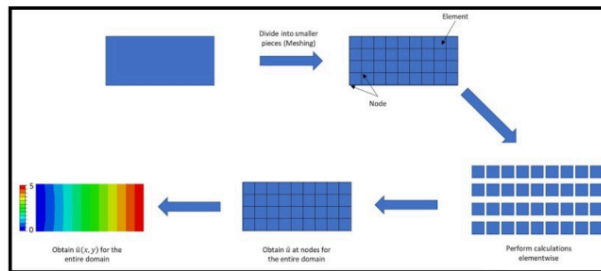 Divide into smaller
pieces (Meshing)
Element
Node
Perform calculations
elementwise
Obtain ũ at nodes for
the entire domain
5
0
Obtain ũ(x, y) for the
entire domain